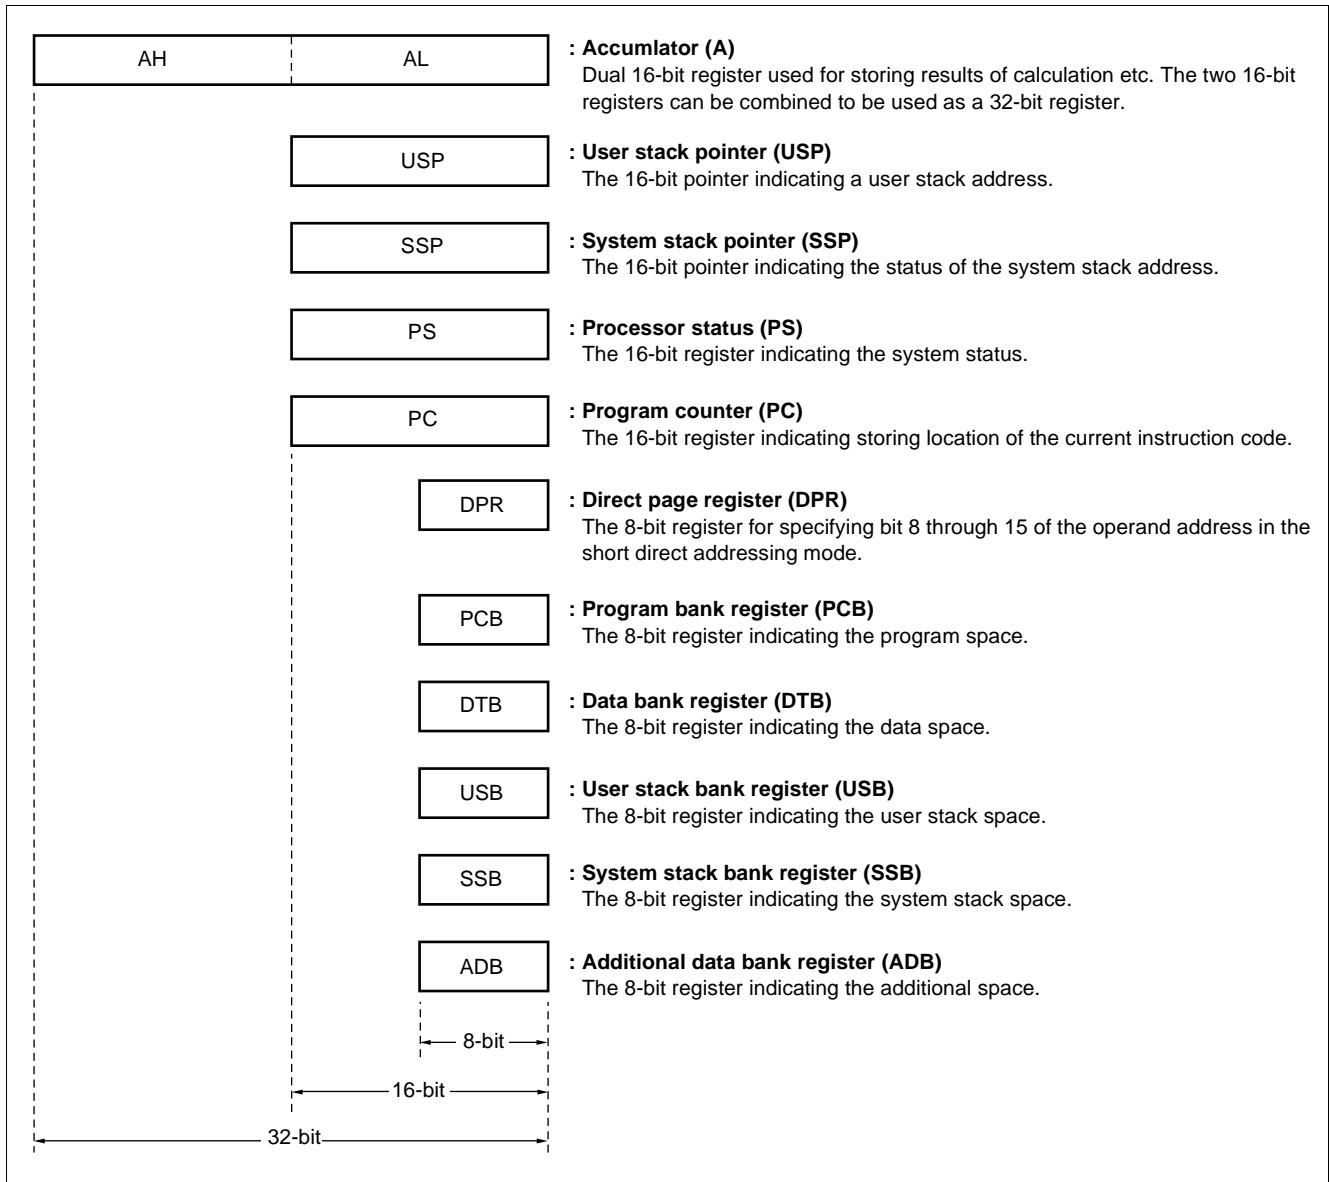 AH
AL
: Accumlator (A)
Dual 16-bit register used for storing results of calculation etc. The two 16-bit
registers can be combined to be used as a 32-bit register.
USP
: User stack pointer (USP)
The 16-bit pointer indicating a user stack address.
SSP
: System stack pointer (SSP)
The 16-bit pointer indicating the status of the system stack address.
PS
: Processor status (PS)
The 16-bit register indicating the system status.
PC
: Program counter (PC)
The 16-bit register indicating storing location of the current instruction code.
DPR
: Direct page register (DPR)
The 8-bit register for specifying bit 8 through 15 of the operand address in the
short direct addressing mode.
PCB
: Program bank register (PCB)
The 8-bit register indicating the program space.
DTB
: Data bank register (DTB)
The 8-bit register indicating the data space.
USB
: User stack bank register (USB)
The 8-bit register indicating the user stack space.
SSB
: System stack bank register (SSB)
The 8-bit register indicating the system stack space.
ADB
: Additional data bank register (ADB)
The 8-bit register indicating the additional space.
8-bit
16-bit
32-bit